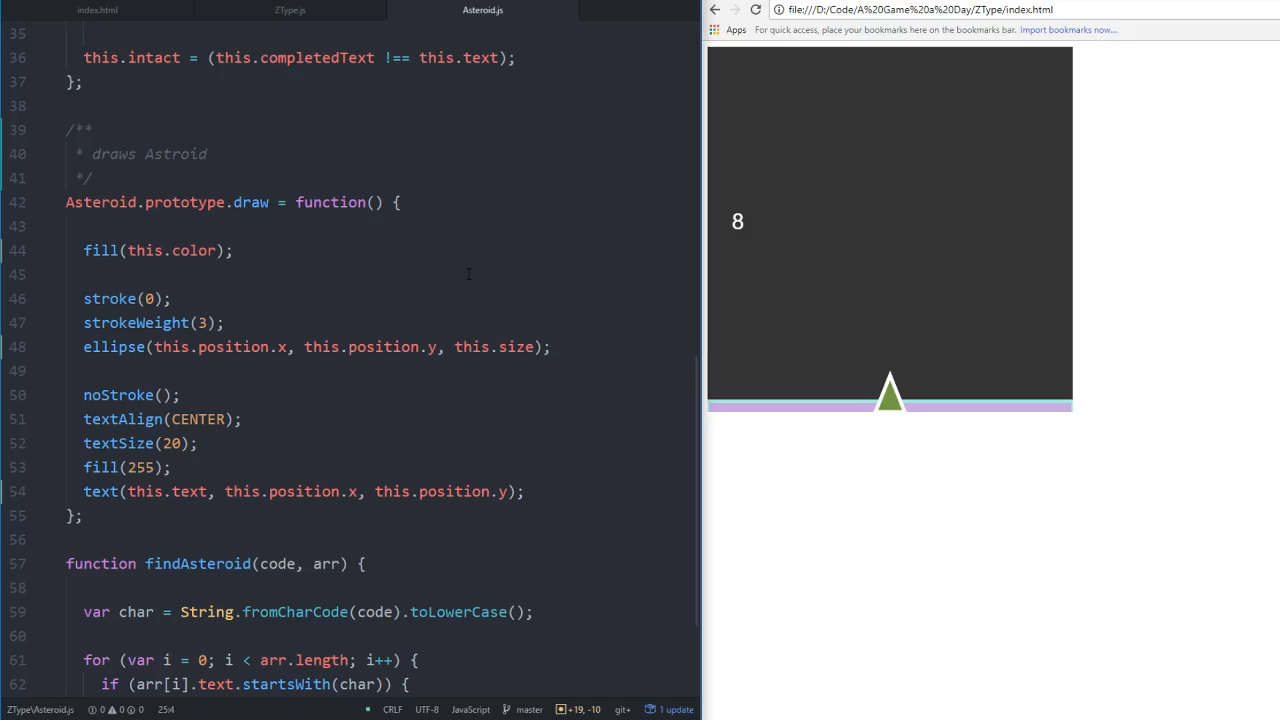 index.html
ZType.js
Asteroid.js
35
36 this.intact = (this.completedText !== this.text);
37 };
38
39 /**
40 * draws Astroid
41 */
42 Asteroid.prototype.draw = function() {
43
44 fill(this.color);
45
46 stroke(0);
47 strokeWeight(3);
48 ellipse(this.position.x, this.position.y, this.size);
49
50 noStroke();
51 textAlign(CENTER);
52 textSize(20);
53 fill(255);
54 text(this.text, this.position.x, this.position.y);
55 };
56
57 function findAsteroid(code, arr) {
58
59 var char = String.fromCharCode(code).toLowerCase();
60
61 for (var i = 0; i < arr.length; i++) {
62 if (arr[i].text.startsWith(char)) {
ZType\Asteroid.js 0 0 0 25:4 CRLF UTF-8 JavaScript master +19, -10 git+ 1 update
file:///D:/Code/A%20Game%20a%20Day/ZType/index.html
Apps For quick access, place your bookmarks here on the bookmarks bar. Import bookmarks now...
8